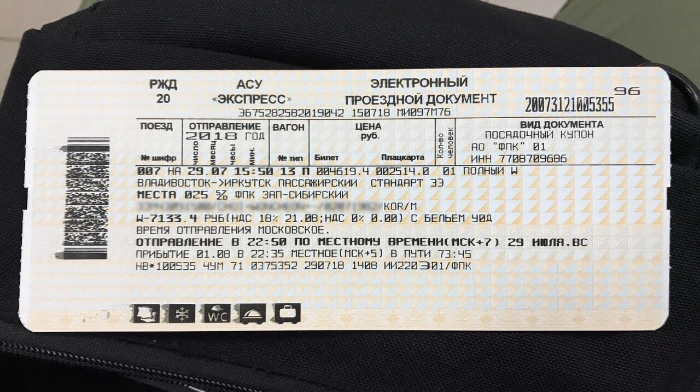 РЖД АСУ ЭЛЕКТРОННЫЙ
20 «ЭКСПРЕСС» ПРОЕЗДНОЙ ДОКУМЕНТ 20073121005355 96
ЭБ75282582019042 150718 МИ097М76
ПОЕЗД ОТПРАВЛЕНИЕ ВАГОН ЦЕНА руб. Кол-во человек ВИД ДОКУМЕНТА
2018 ГОД ПОСАДОЧНЫЙ КУПОН
АО "ФПК" 01
№ шифр число месяц часы мин. № тип Билет Плацкарта ИНН 7708709686
007 НА 29.07 15:50 13 П 004619.4 002514.0 01 ПОЛНЫЙ W
ВЛАДИВОСТОК-ИРКУТСК ПАССАЖИРСКИЙ СТАНДАРТ 3Э
МЕСТА 025 ФПК ЗАП-СИБИРСКИЙ
/KOR/M
W-7133.4 РУБ(НДС 18% 21.08;НДС 0% 0.00) С БЕЛЬЕМ У0Д
ВРЕМЯ ОТПРАВЛЕНИЯ МОСКОВСКОЕ.
ОТПРАВЛЕНИЕ В 22:50 ПО МЕСТНОМУ ВРЕМЕНИ(МСК+7) 29 ИЮЛЯ.ВС
ПРИБЫТИЕ 01.08 В 22:35 МЕСТНОЕ(МСК+5) В ПУТИ 73:45
НВ*100535 ЧУМ 71 0375352 290718 1408 ИИ220Э01/ФПК
WC